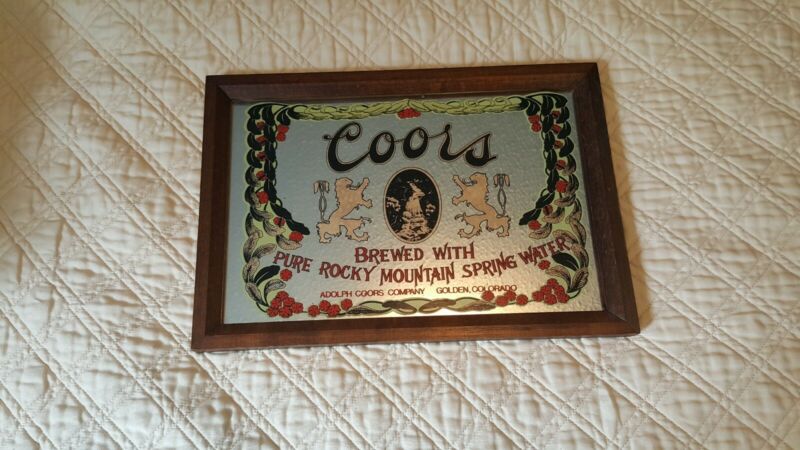 Coors
BREWED WITH
PURE ROCKY MOUNTAIN SPRING WATER
ADOLPH COORS COMPANY GOLDEN, COLORADO